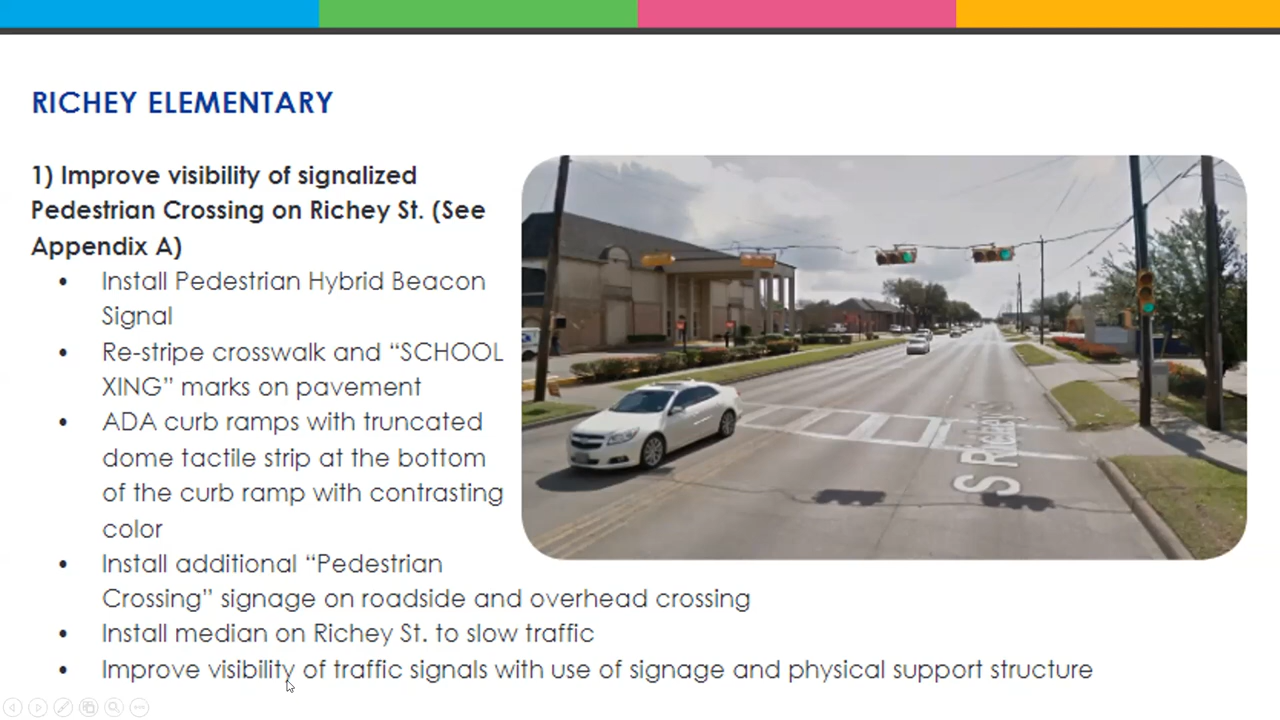 RICHEY ELEMENTARY
1) Improve visibility of signalized
Pedestrian Crossing on Richey St. (See
Appendix A)
• Install Pedestrian Hybrid Beacon
Signal
• Re-stripe crosswalk and “SCHOOL
XING” marks on pavement
• ADA curb ramps with truncated
dome tactile strip at the bottom
of the curb ramp with contrasting
color
• Install additional “Pedestrian
Crossing” signage on roadside and overhead crossing
• Install median on Richey St. to slow traffic
• Improve visibility of traffic signals with use of signage and physical support structure
S Richey